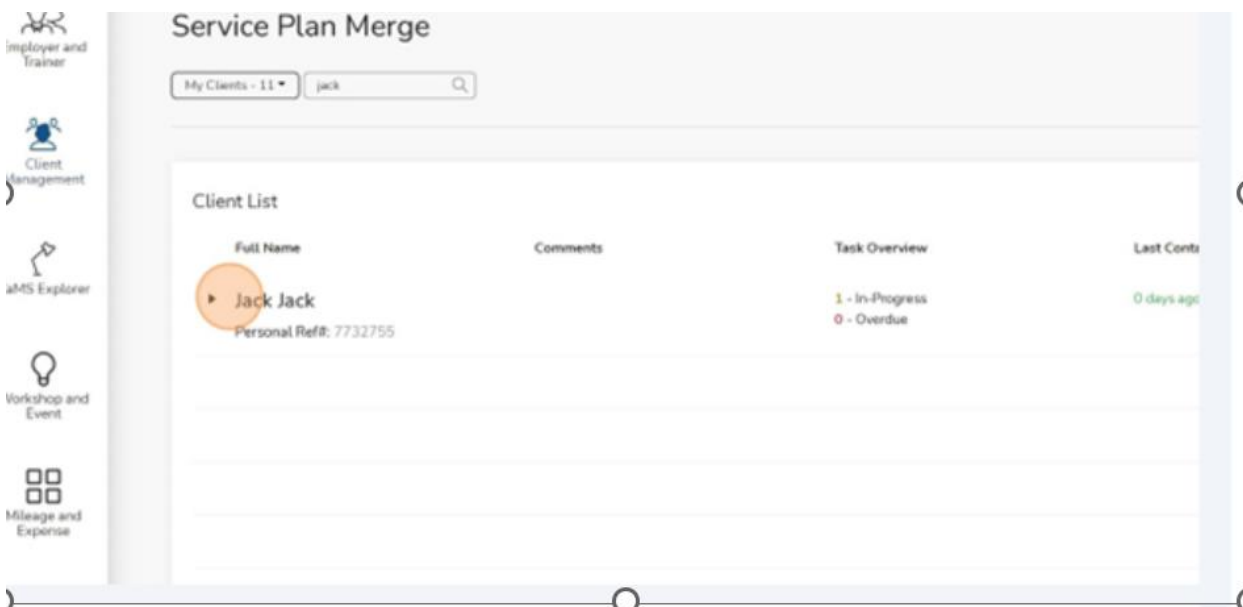 Service Plan Merge
mployer and
Trainer
My Clients - 11
jack
Client
Management
Client List
Full Name
Comments
Task Overview
Last Conta
Jack Jack
1 - In-Progress
0 days ago
0 - Overdue
Personal Ref#: 7732755
aMS Explorer
Workshop and
Event
Mileage and
Expense